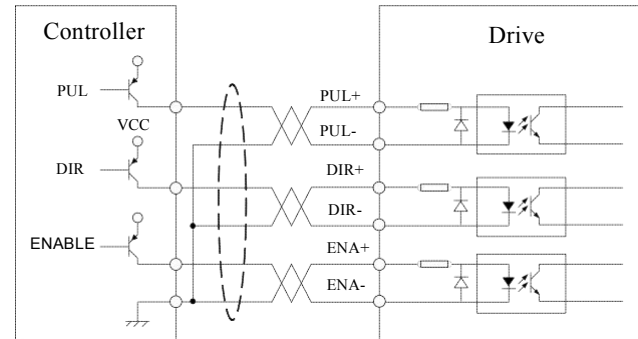 Controller
Drive
PUL
PUL+
PUL-
VCC
DIR
DIR+
DIR-
ENABLE
ENA+
ENA-